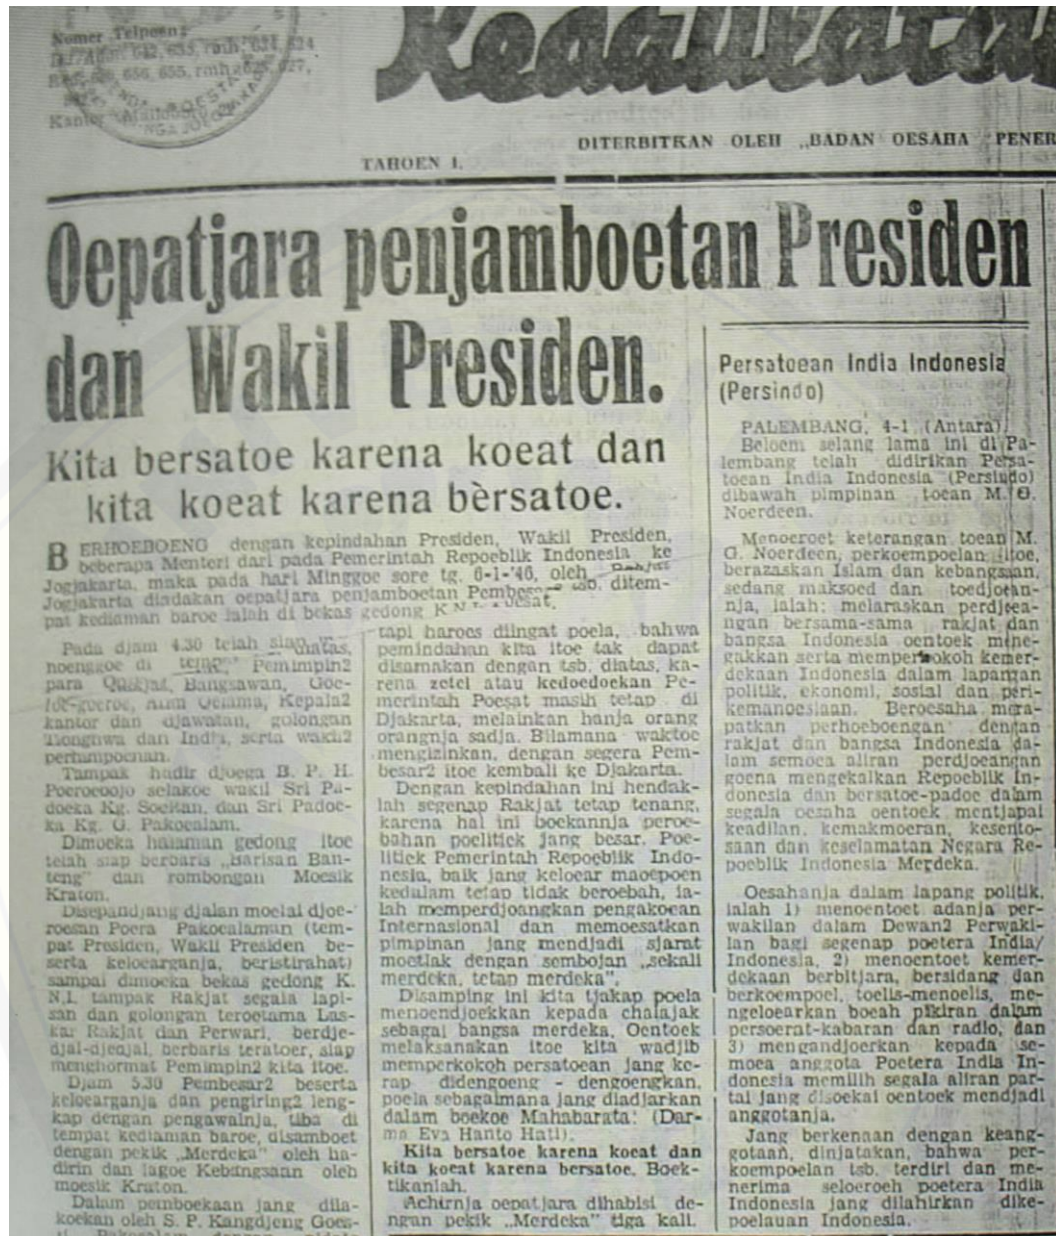 Nomer Telpoen:
656, 655, rmh
Kantor
Kedaulata
DITERBITKAN OLEH „BADAN OESAHA PENER
TAHOEN I.
Oepatjara penjamboetan Presiden
dan Wakil Presiden.
Kita bersatoe karena koeat dan
kita koeat karena bèrsatoe.
BERHOEBOENG dengan kepindahan Presiden, Wakil Presiden,
beberapa Menteri dari pada Pemerintah Repoeblik Indonesia ke
Jogjakarta, maka pada hari Minggoe sore tg. 6-1-'46, oleh
Jogjakarta diadakan oepatjara penjamboetan tsb. ditem-
pat kediaman baroe ialah di bekas gedong
Pada djam 4.30 telah siap
noenggoe di Pemimpin2
para Bangsawan, Goe-
Oelama, Kepala2
kantor dan djawatan, golongan
Tionghwa dan India, serta wakil2
perhimpoenan.
Tampak hadir djoega B. P. H.
selakoe wakil Sri Pa-
doeka Kg. Soeltan, dan Sri Padoe-
ka Kg. G. Pakoealam.
Dimoeka halaman gedong itoe
telah siap berbaris „Barisan Ban-
teng" dan rombongan Moesik
Kraton.
Disepandjang djalan moelai djoe-
roesan Poera Pakoealaman (tem-
pat Presiden, Wakil Presiden be-
serta keloearganja, beristirahat)
sampai dimoeka bekas gedong K.
N.I. tampak Rakjat segala lapi-
san dan golongan teroetama Las-
kar Rakjat dan Perwari, berdje-
djal-djedjal, berbaris teratoer, siap
menghormat Pemimpin2 kita itoe.
Djam 5.30 Pembesar2 beserta
keloearganja dan pengiring2 leng-
kap dengan pengawalnja, tiba di
tempat kediaman baroe, disamboet
dengan pekik „Merdeka" oleh ha-
dirin dan lagoe Kebangsaan oleh
moesik Kraton.
Dalam pemboekaan jang dila-
koekan oleh S. P. Kangdjeng Goes-
ti Pakoealam dengan
tapi haroes diingat poela, bahwa
pemindahan kita itoe tak dapat
disamakan dengan tsb. diatas, ka-
rena zetel atau kedoedoekan Pe-
merintah Poesat masih tetap di
Djakarta, melainkan hanja orang
orangnja sadja. Bilamana waktoe
mengizinkan, dengan segera Pem-
besar2 itoe kembali ke Djakarta.
Dengan kepindahan ini hendak-
lah segenap Rakjat tetap tenang,
karena hal ini boekannja peroe-
bahan poelitiek jang besar. Poe-
litiek Pemerintah Repoeblik Indo-
nesia, baik jang keloear maoepoen
kedalam tetap tidak beroebah, ia-
lah memperdjoangkan pengakoean
Internasional dan memoesatkan
pimpinan jang mendjadi sjarat
moetlak dengan sembojan „sekali
merdeka, tetap merdeka".
Disamping ini kita tjakap poela
menoendjoekkan kepada chalajak
sebagai bangsa merdeka. Oentoek
melaksanakan itoe kita wadjib
memperkokoh persatoean jang ke-
rap didengoeng - dengoengkan,
poela sebagaimana jang diadjarkan
dalam boekoe Mahabarata: (Dar-
ma Eva Hanto Hati).
Kita bersatoe karena koeat dan
kita koeat karena bersatoe. Boek-
tikanlah.
Achirnja oepatjara dihabisi de-
ngan pekik „Merdeka" tiga kali.
Persatoean India Indonesia
(Persindo)
PALEMBANG, 4-1 (Antara).
Beloem selang lama ini di Pa-
lembang telah didirikan Persa-
toean India Indonesia (Persindo)
dibawah pimpinan toean M. G.
Noerdeen.
Menoeroet keterangan toean M.
G. Noerdeen, perkoempoelan itoe,
berazaskan Islam dan kebangsaan,
sedang maksoed dan toedjoean-
nja, ialah: melaraskan perdjoea-
ngan bersama-sama rakjat dan
bangsa Indonesia oentoek mene-
gakkan serta memperkokoh kemer-
dekaan Indonesia dalam lapangan
politik, ekonomi, sosial dan peri-
kemanoesiaan. Beroesaha mera-
patkan perhoeboengan dengan
rakjat dan bangsa Indonesia da-
lam semoea aliran perdjoeangan
goena mengekalkan Repoeblik In-
donesia dan bersatoe-padoe dalam
segala oesaha oentoek mentjapai
keadilan, kemakmoeran, kesento-
saan dan keselamatan Negara Re-
poeblik Indonesia Merdeka.
Oesahanja dalam lapang politik,
ialah 1) menoentoet adanja per-
wakilan dalam Dewan2 Perwaki-
lan bagi segenap poetera India/
Indonesia, 2) menoentoet kemer-
dekaan berbitjara, bersidang dan
berkoempoel, toelis-menoelis, me-
ngeloearkan boeah pikiran dalam
persoerat-kabaran dan radio, dan
3) mengandjoerkan kepada se-
moea anggota Poetera India In-
donesia memilih segala aliran par-
tai jang disoekai oentoek mendjadi
anggotanja.
Jang berkenaan dengan keang-
gotaan, dinjatakan, bahwa per-
koempoelan tsb. terdiri dan me-
nerima seloeroeh poetera India
Indonesia jang dilahirkan dike-
poelauan Indonesia.